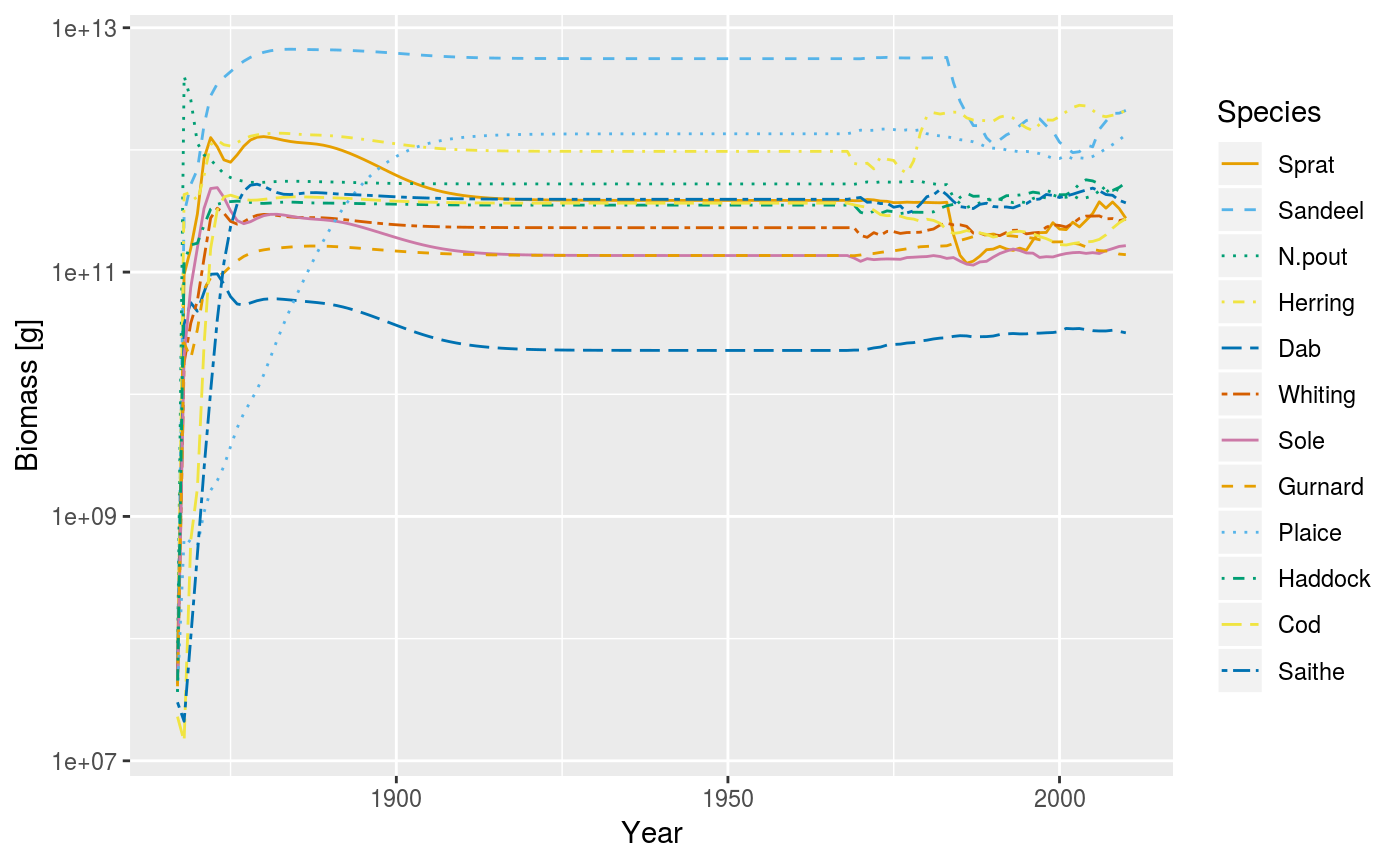 1e+13
1e+11
1e+09
1e+07
Biomass [g]
1900
1950
2000
Year
Species
Sprat
Sandeel
N.pout
Herring
Dab
Whiting
Sole
Gurnard
Plaice
Haddock
Cod
Saithe